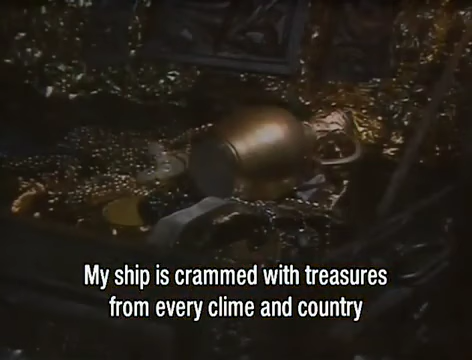 My ship is crammed with treasures
from every clime and country